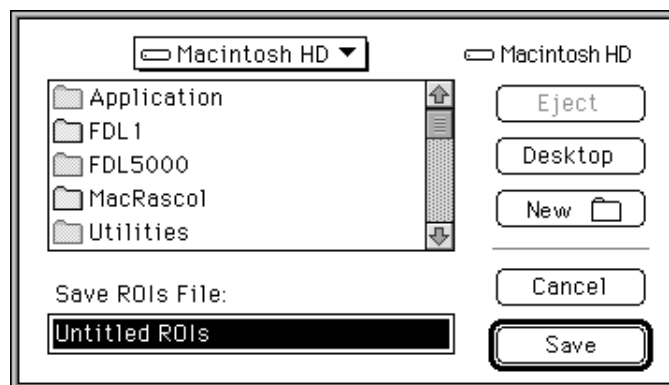 Macintosh HD
Macintosh HD
Application
FDL1
FDL5000
MacRascol
Utilities
Eject
Desktop
New
Save ROIs File:
Untitled ROIs
Cancel
Save